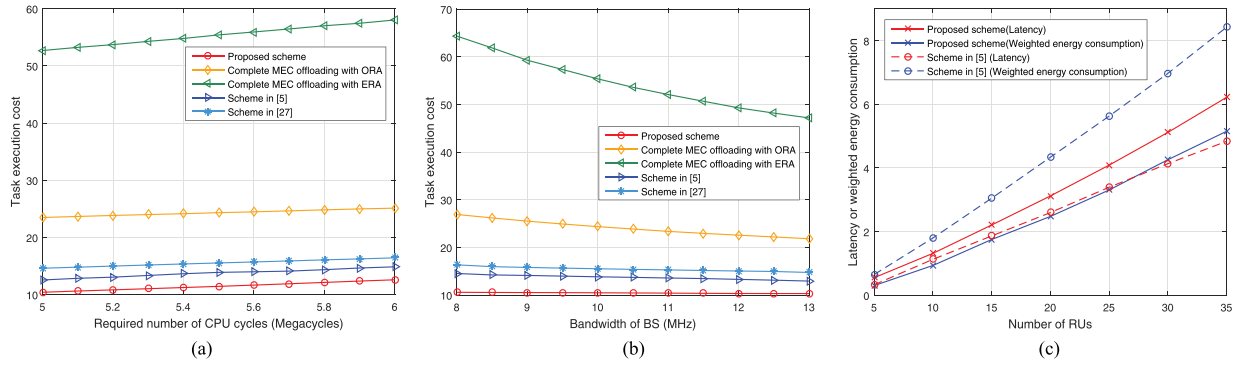 60
50
40
30
20
10
5
5.2
5.4
5.6
5.8
6
Task execution cost
Required number of CPU cycles (Megacycles)
Proposed scheme
Complete MEC offloading with ORA
Complete MEC offloading with ERA
Scheme in [5]
Scheme in [27]
(a)
70
60
50
40
30
20
10
8
9
10
11
12
13
Task execution cost
Bandwidth of BS (MHz)
Proposed scheme
Complete MEC offloading with ORA
Complete MEC offloading with ERA
Scheme in [5]
Scheme in [27]
(b)
8
6
4
2
0
5
10
15
20
25
30
35
Latency or weighted energy consumption
Number of RUs
Proposed scheme(Latency)
Proposed scheme(Weighted energy consumption)
Scheme in [5] (Latency)
Scheme in [5] (Weighted energy consumption)
(c)